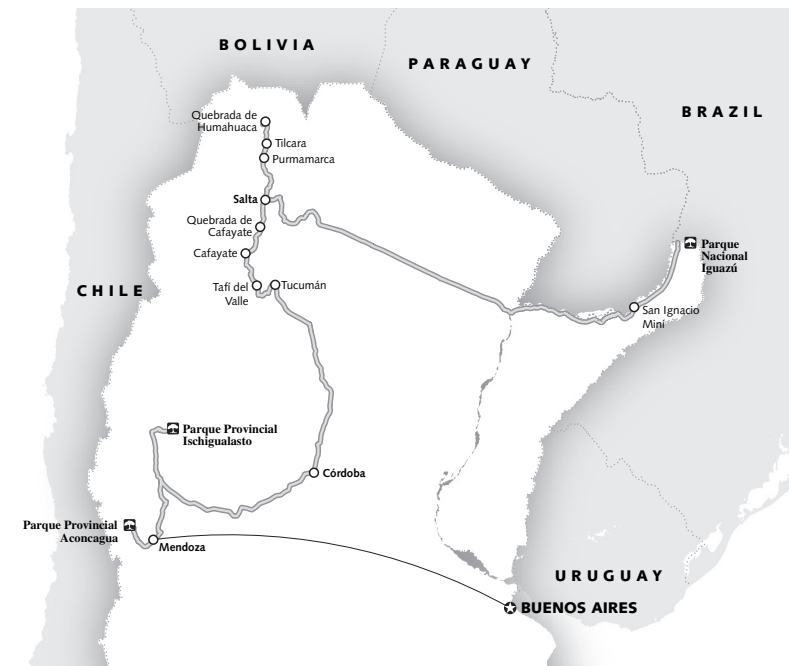 BOLIVIA
PARAGUAY
BRAZIL
Quebrada de
Humahuaca
Tilcara
Purmamarca
Salta
Quebrada de
Cafayate
Cafayate
Tafí del
Valle
Tucumán
CHILE
Parque
Nacional
Iguazú
San Ignacio
Miní
Parque Provincial
Ischigualasto
Córdoba
Parque Provincial
Aconcagua
Mendoza
URUGUAY
BUENOS AIRES